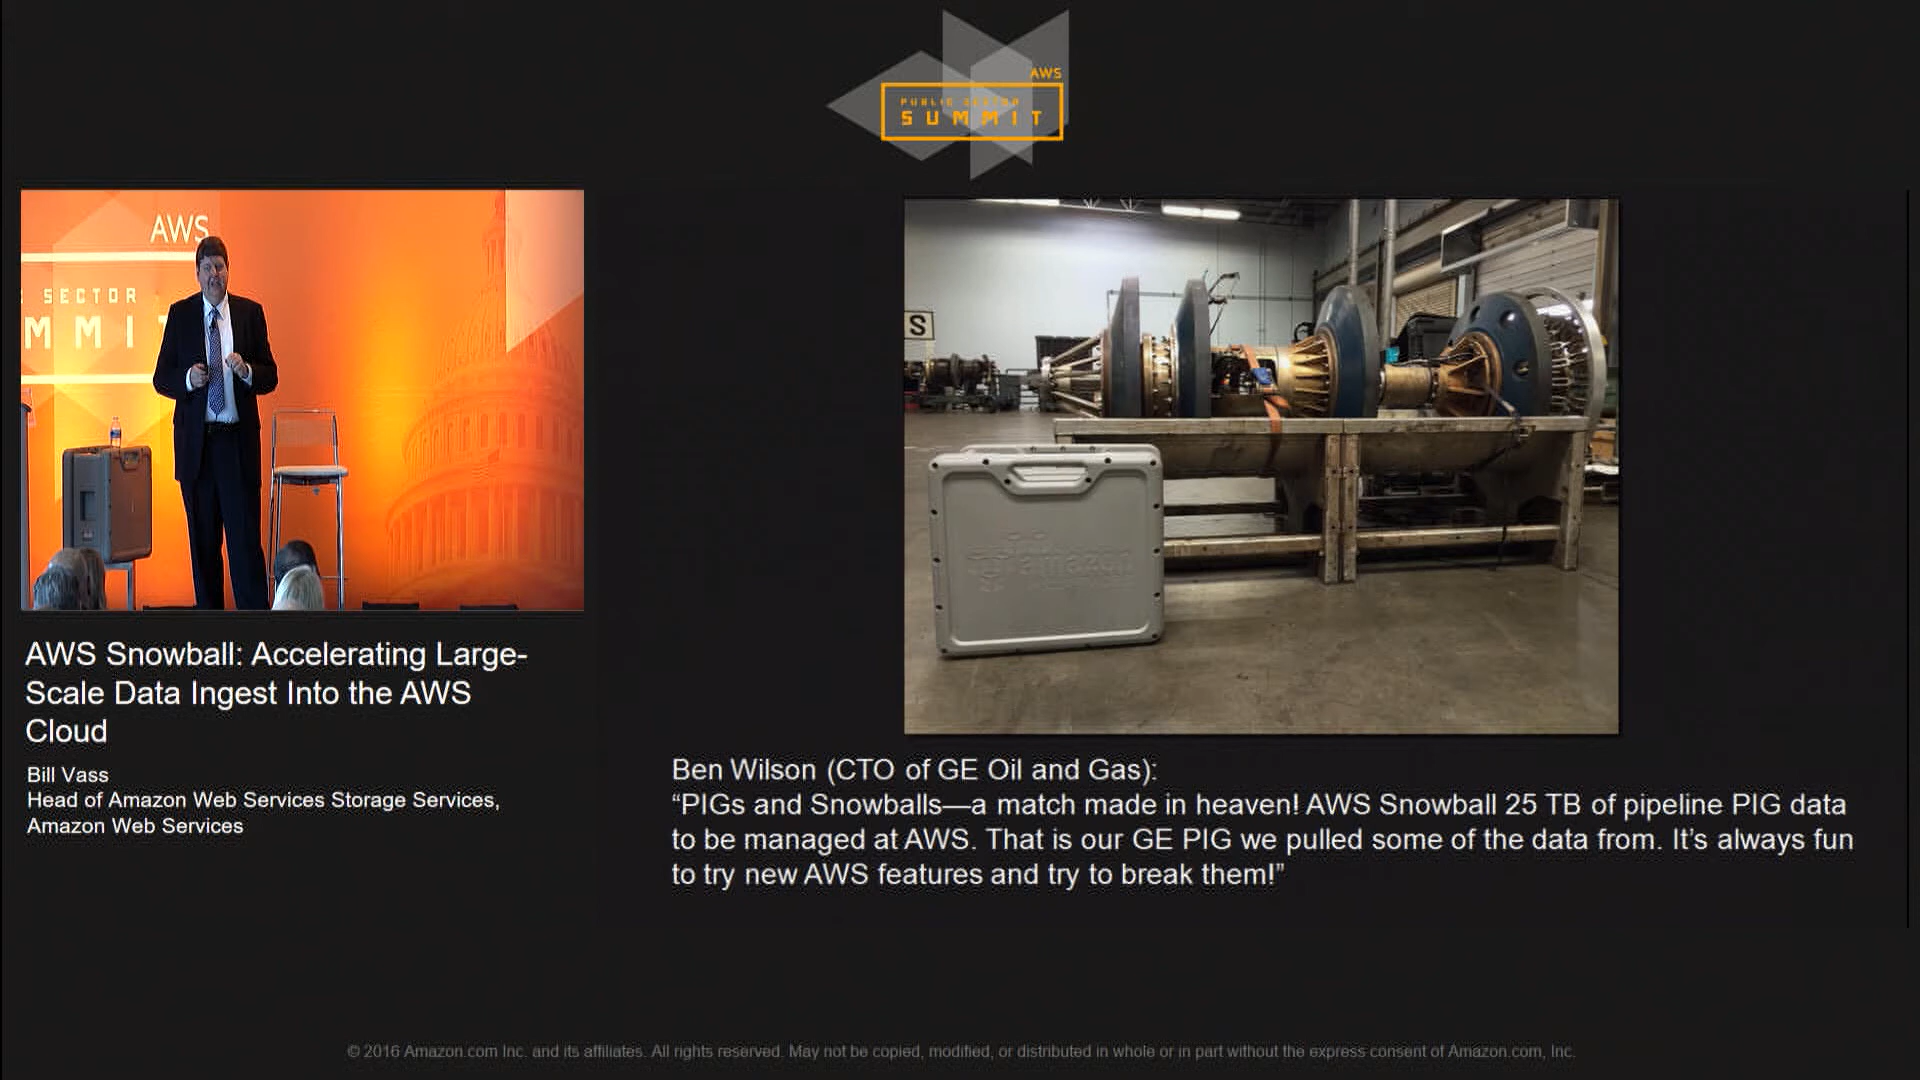 AWS
PUBLIC SECTOR
SUMMIT
AWS
SECTOR
MMI
S
amazon
AWS Snowball: Accelerating Large-
Scale Data Ingest Into the AWS
Cloud
Bill Vass
Head of Amazon Web Services Storage Services,
Amazon Web Services
Ben Wilson (CTO of GE Oil and Gas):
“PIGs and Snowballs—a match made in heaven! AWS Snowball 25 TB of pipeline PIG data
to be managed at AWS. That is our GE PIG we pulled some of the data from. It’s always fun
to try new AWS features and try to break them!”
© 2016 Amazon.com Inc. and its affiliates. All rights reserved. May not be copied, modified, or distributed in whole or in part without the express consent of Amazon.com, Inc.